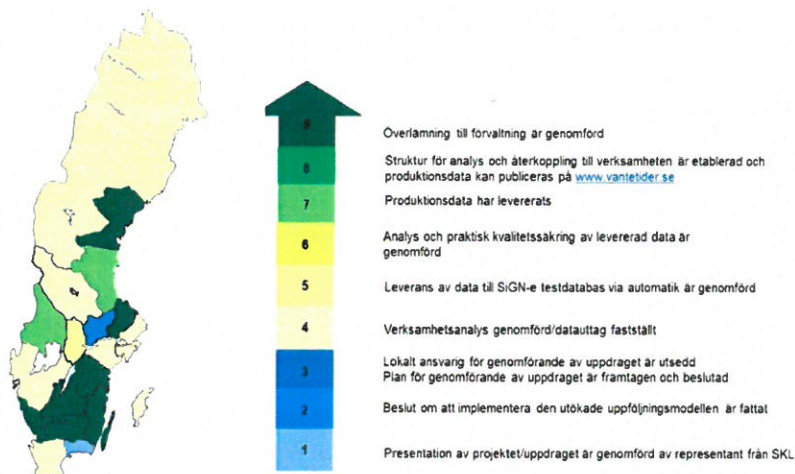 9
Överlämning till förvaltning är genomförd
8
Struktur för analys och återkoppling till verksamheten är etablerad och
produktionsdata kan publiceras på www.vantetider.se
7
Produktionsdata har levererats
6
Analys och praktisk kvalitetssäkring av levererad data är
genomförd
5
Leverans av data till SiGN-e testdatabas via automatik är genomförd
4
Verksamhetsanalys genomförd/datauttag fastställt
3
Lokalt ansvarig för genomförande av uppdraget är utsedd
Plan för genomförande av uppdraget är framtagen och beslutad
2
Beslut om att implementera den utökade uppföljningsmodellen är fattat
1
Presentation av projektet/uppdraget är genomförd av representant från SKL